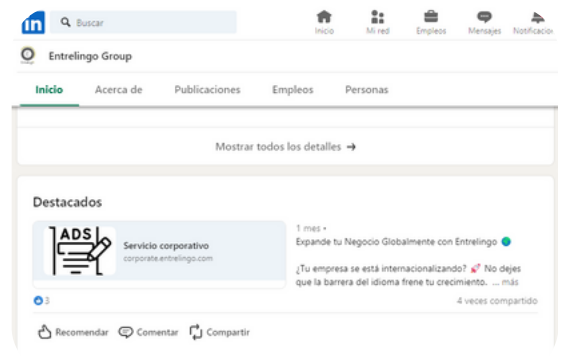 in
Buscar
Inicio
Mi red
Empleos
Mensajes
Notificacion
Entrelingo Group
Inicio
Acerca de
Publicaciones
Empleos
Personas
Mostrar todos los detalles →
Destacados
ADS
Servicio corporativo
corporate.entrelingo.com
1 mes •
Expande tu Negocio Globalmente con Entrelingo 🌍
¿Tu empresa se está internacionalizando? 🚀 No dejes
que la barrera del idioma frene tu crecimiento. ... más
3
4 veces compartido
Recomendar
Comentar
Compartir